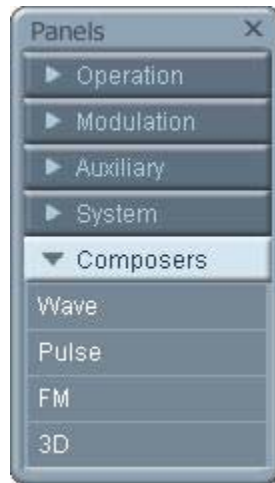 Panels
Operation
Modulation
Auxiliary
System
Composers
Wave
Pulse
FM
3D